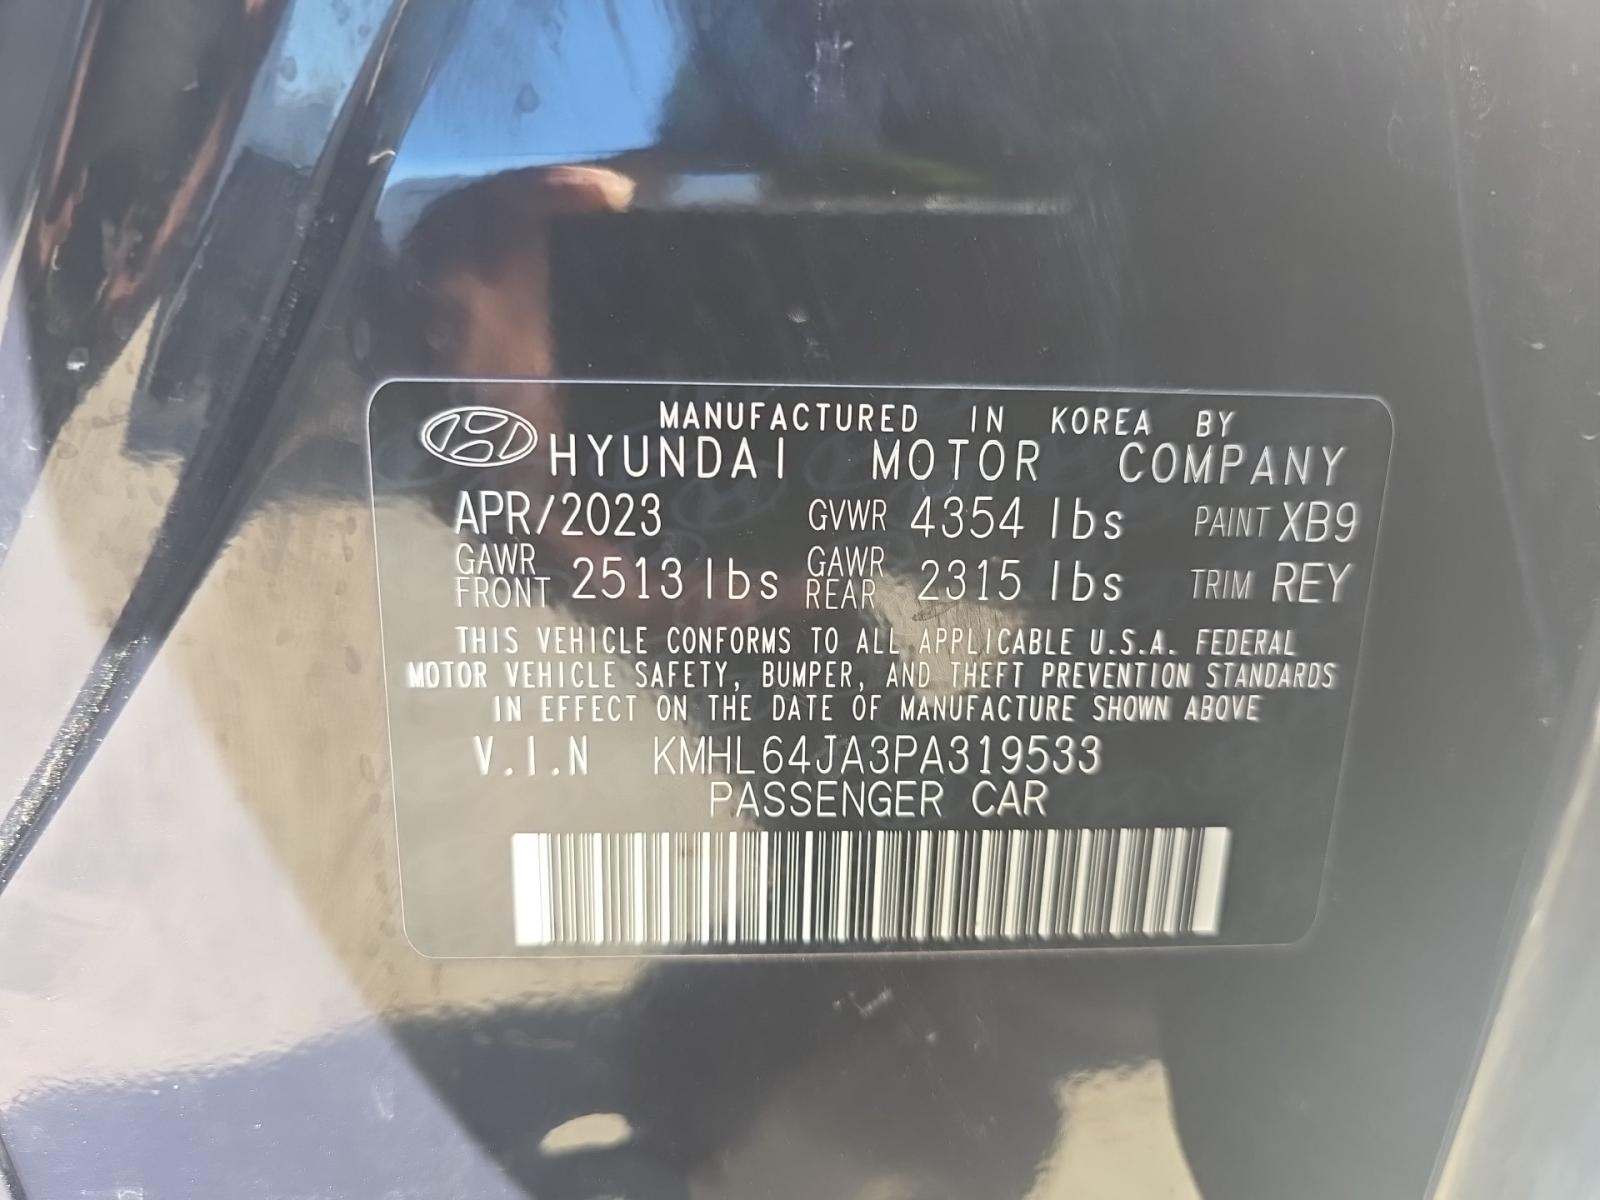 MANUFACTURED IN KOREA BY
HYUNDAI MOTOR COMPANY
APR/2023 GVWR 4354 lbs PAINT XB9
GAWR FRONT 2513 lbs GAWR REAR 2315 lbs TRIM REY
THIS VEHICLE CONFORMS TO ALL APPLICABLE U.S.A. FEDERAL
MOTOR VEHICLE SAFETY, BUMPER, AND THEFT PREVENTION STANDARDS
IN EFFECT ON THE DATE OF MANUFACTURE SHOWN ABOVE
V.I.N KMHL64JA3PA319533
PASSENGER CAR